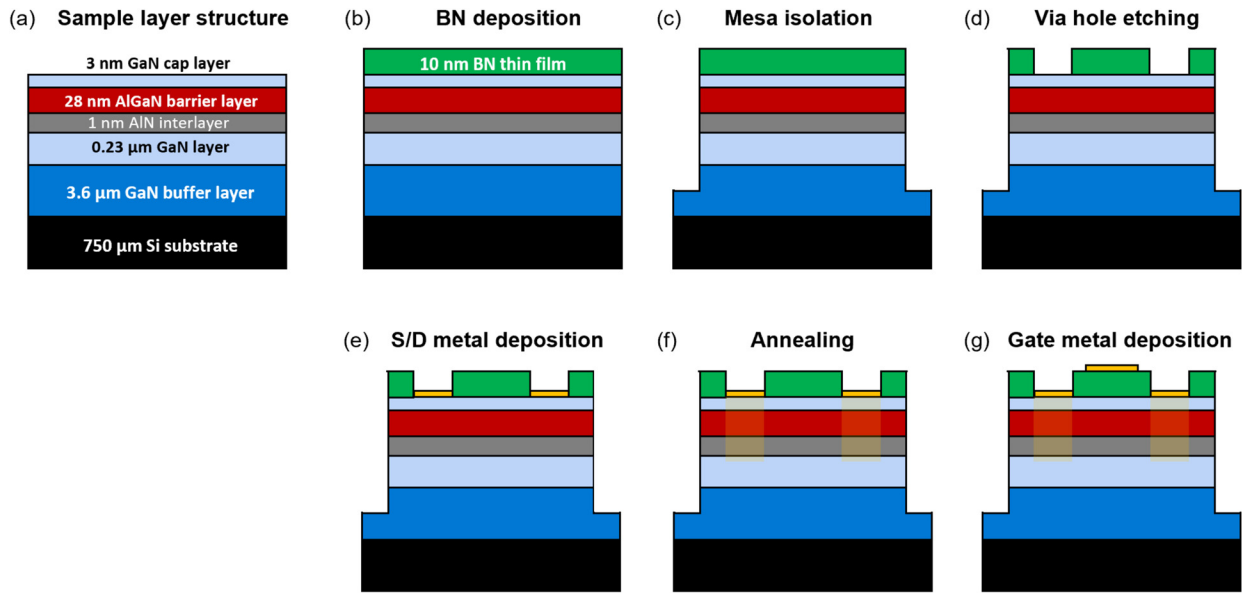 (a) Sample layer structure
3 nm GaN cap layer
28 nm AlGaN barrier layer
1 nm AlN interlayer
0.23 μm GaN layer
3.6 μm GaN buffer layer
750 μm Si substrate
(b) BN deposition
10 nm BN thin film
(c) Mesa isolation
(d) Via hole etching
(e) S/D metal deposition
(f) Annealing
(g) Gate metal deposition